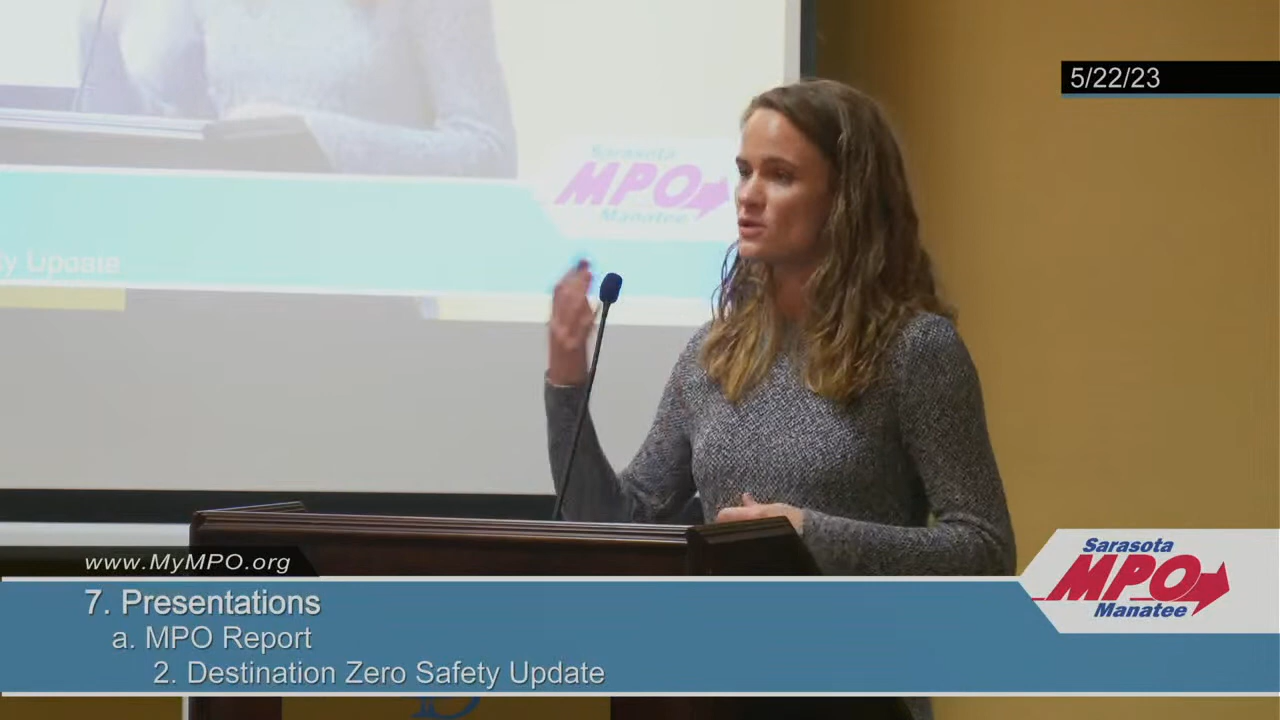 5/22/23
Sarasota
MPO
Manatee
ty Update
www.MyMPO.org
7. Presentations
a. MPO Report
2. Destination Zero Safety Update
Sarasota
MPO
Manatee